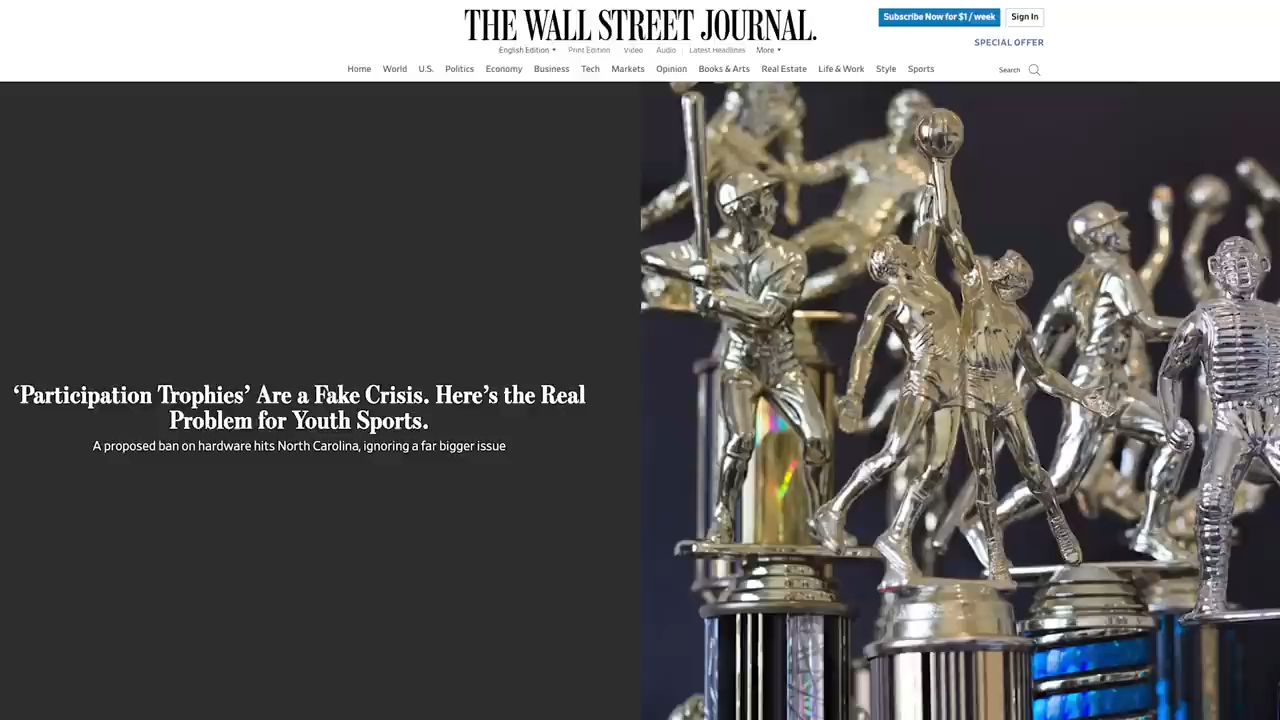 THE WALL STREET JOURNAL.
Subscribe Now for $1 / week
Sign In
English Edition
Print Edition
Video
Audio
Latest Headlines
More
SPECIAL OFFER
Home
World
U.S.
Politics
Economy
Business
Tech
Markets
Opinion
Books & Arts
Real Estate
Life & Work
Style
Sports
Search
‘Participation Trophies’ Are a Fake Crisis. Here’s the Real
Problem for Youth Sports.
A proposed ban on hardware hits North Carolina, ignoring a far bigger issue